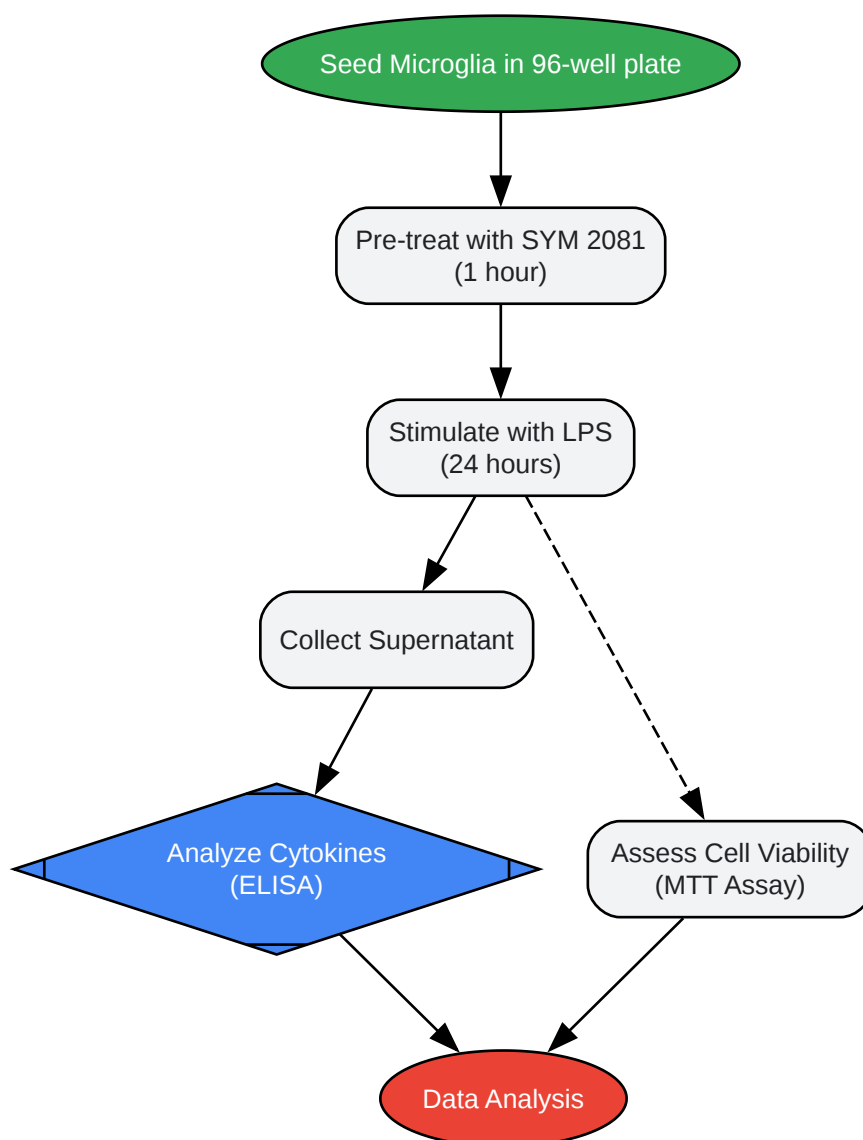 Seed Microglia in 96-well plate
Pre-treat with SYM 2081
(1 hour)
Stimulate with LPS
(24 hours)
Collect Supernatant
Analyze Cytokines
(ELISA)
Assess Cell Viability
(MTT Assay)
Data Analysis